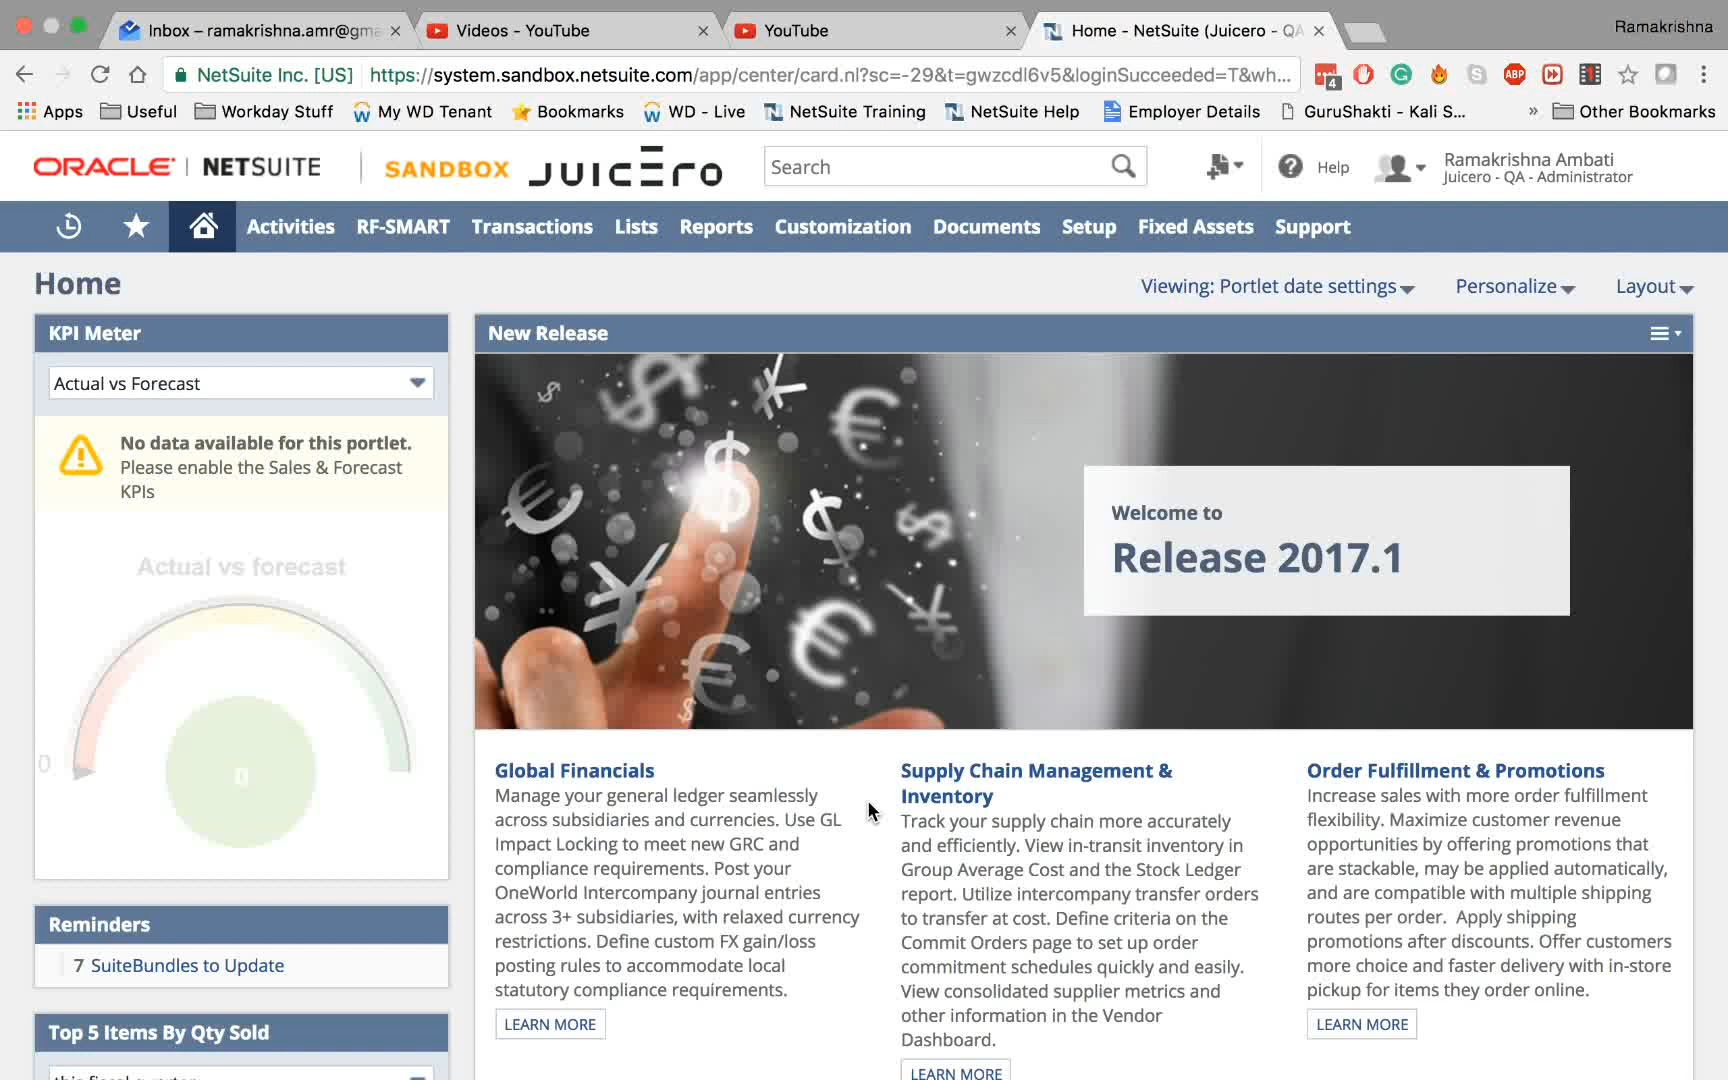 Inbox – ramakrishna.amr@gma
Videos - YouTube
YouTube
Home - NetSuite (Juicero - QA
Ramakrishna
NetSuite Inc. [US]
https://system.sandbox.netsuite.com/app/center/card.nl?sc=-29&t=gwzcdl6v5&loginSucceeded=T&wh...
4
ABP
Apps
Useful
Workday Stuff
My WD Tenant
Bookmarks
WD - Live
NetSuite Training
NetSuite Help
Employer Details
GuruShakti - Kali S...
»
Other Bookmarks
ORACLE | NETSUITE
SANDBOX
JUICERO
Search
Help
Ramakrishna Ambati
Juicero - QA - Administrator
Activities
RF-SMART
Transactions
Lists
Reports
Customization
Documents
Setup
Fixed Assets
Support
Home
Viewing: Portlet date settings
Personalize
Layout
KPI Meter
Actual vs Forecast
No data available for this portlet.
Please enable the Sales & Forecast
KPIs
Actual vs forecast
0
0
Reminders
7 SuiteBundles to Update
Top 5 Items By Qty Sold
New Release
Welcome to
Release 2017.1
Global Financials
Manage your general ledger seamlessly
across subsidiaries and currencies. Use GL
Impact Locking to meet new GRC and
compliance requirements. Post your
OneWorld Intercompany journal entries
across 3+ subsidiaries, with relaxed currency
restrictions. Define custom FX gain/loss
posting rules to accommodate local
statutory compliance requirements.
LEARN MORE
Supply Chain Management &
Inventory
Track your supply chain more accurately
and efficiently. View in-transit inventory in
Group Average Cost and the Stock Ledger
report. Utilize intercompany transfer orders
to transfer at cost. Define criteria on the
Commit Orders page to set up order
commitment schedules quickly and easily.
View consolidated supplier metrics and
other information in the Vendor
Dashboard.
LEARN MORE
Order Fulfillment & Promotions
Increase sales with more order fulfillment
flexibility. Maximize customer revenue
opportunities by offering promotions that
are stackable, may be applied automatically,
and are compatible with multiple shipping
routes per order. Apply shipping
promotions after discounts. Offer customers
more choice and faster delivery with in-store
pickup for items they order online.
LEARN MORE